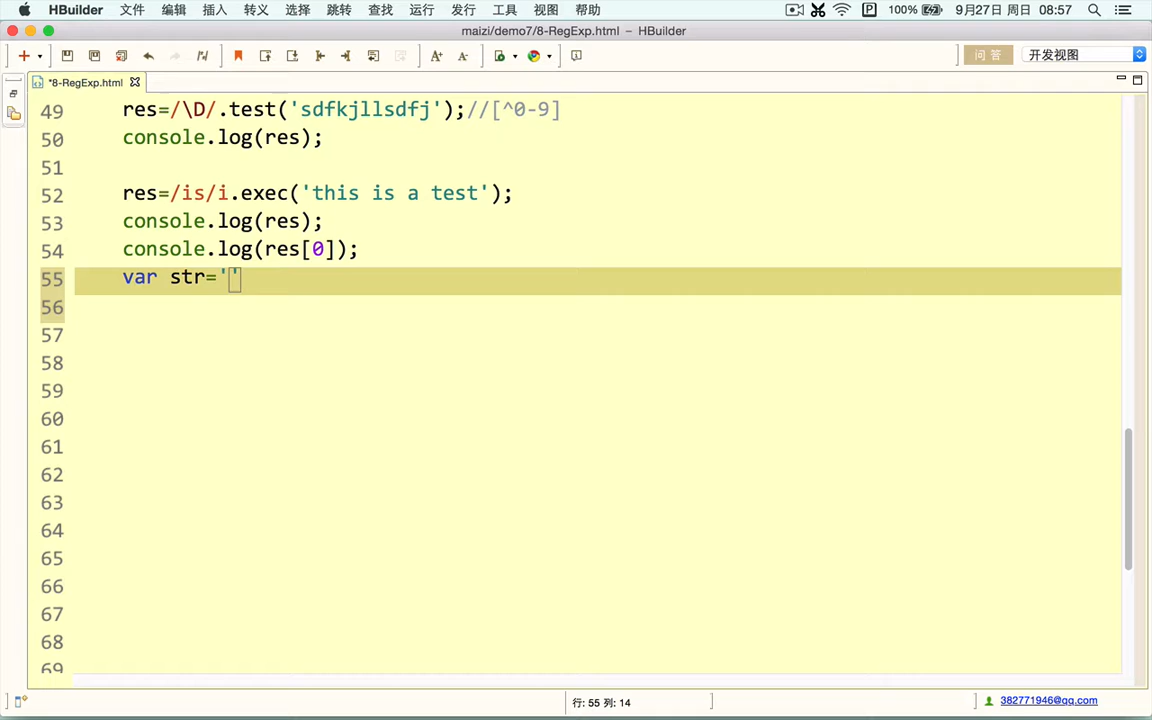 HBuilder 文件 编辑 插入 转义 选择 跳转 查找 运行 发行 工具 视图 帮助 100% 9月27日 周日 08:57
maizi/demo7/8-RegExp.html – HBuilder
问 答 开发视图
*8-RegExp.html
49 res=/\D/.test('sdfkjllsdfj');//[^0-9]
50 console.log(res);
51
52 res=/is/i.exec('this is a test');
53 console.log(res);
54 console.log(res[0]);
55 var str=''
56
57
58
59
60
61
62
63
64
65
66
67
68
69
行: 55 列: 14
382771946@qq.com